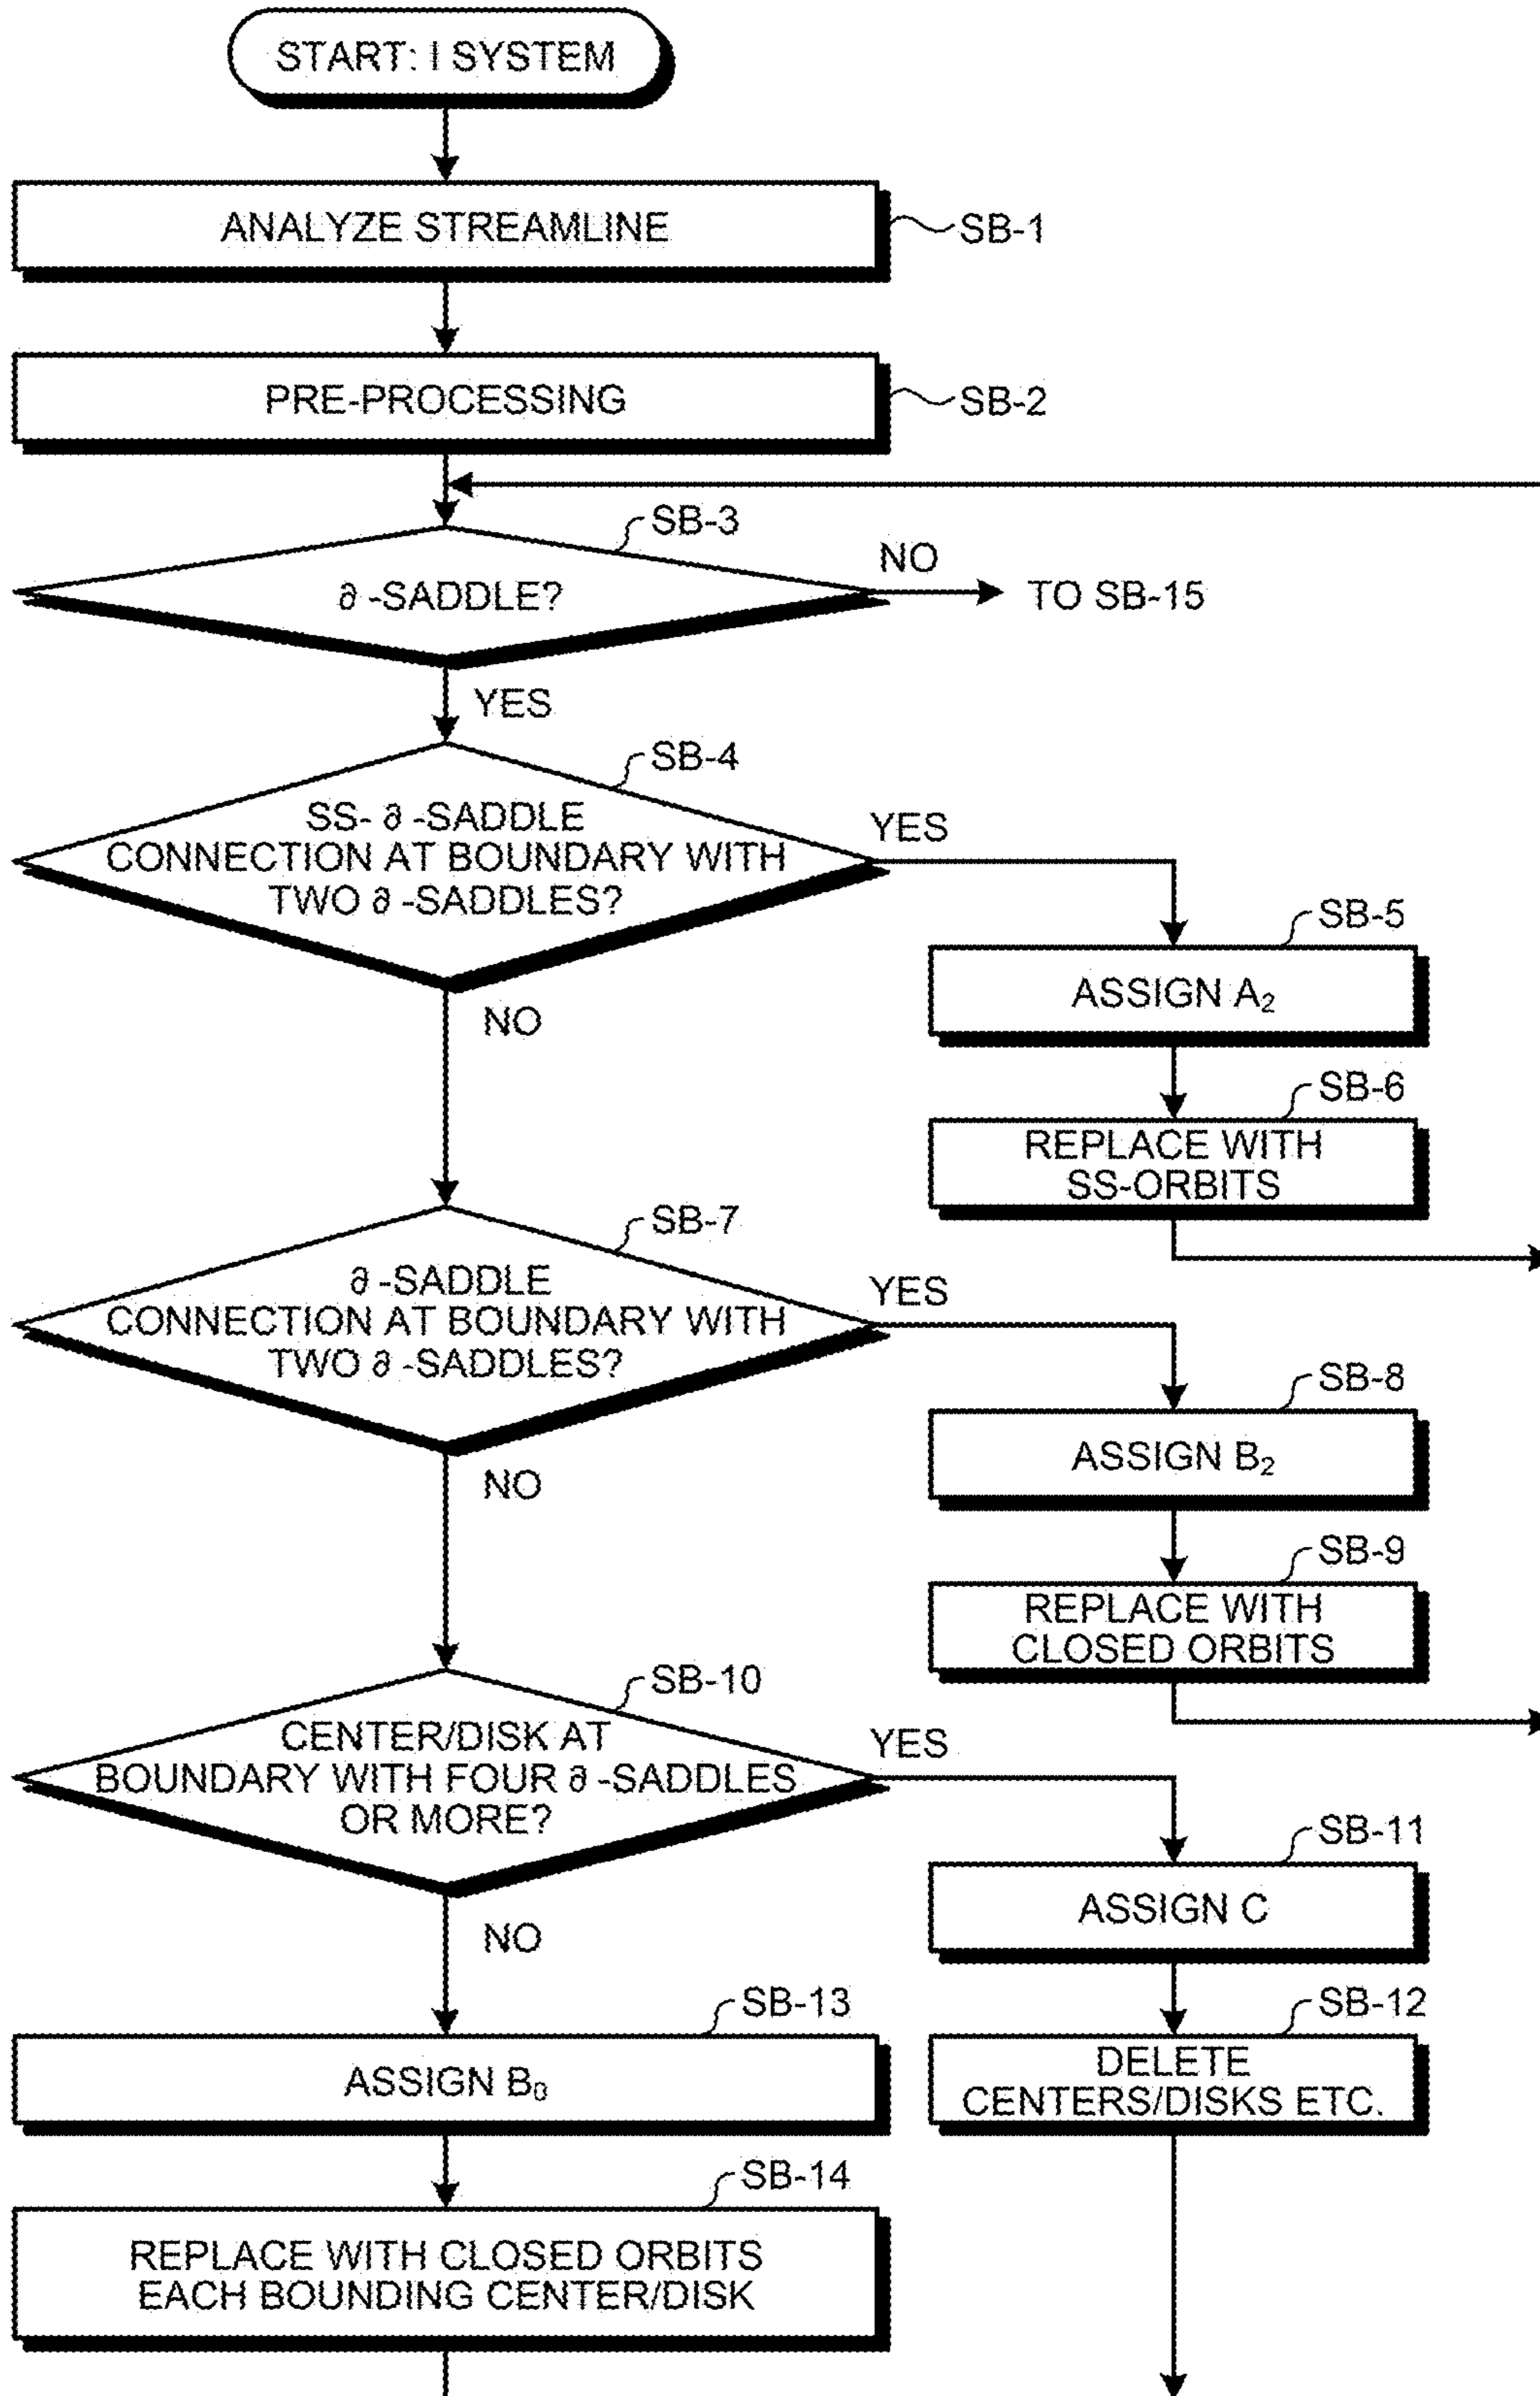 START: I SYSTEM
ANALYZE STREAMLINE
SB-1
PRE-PROCESSING
SB-2
SB-3
∂ -SADDLE?
NO
TO SB-15
YES
SB-4
SS- ∂ -SADDLE
CONNECTION AT BOUNDARY WITH
TWO ∂ -SADDLES?
YES
NO
SB-5
ASSIGN A₂
SB-6
REPLACE WITH
SS-ORBITS
SB-7
∂ -SADDLE
CONNECTION AT BOUNDARY WITH
TWO ∂ -SADDLES?
YES
NO
SB-8
ASSIGN B₂
SB-9
REPLACE WITH
CLOSED ORBITS
SB-10
CENTER/DISK AT
BOUNDARY WITH FOUR ∂ -SADDLES
OR MORE?
YES
NO
SB-11
ASSIGN C
SB-12
DELETE
CENTERS/DISKS ETC.
SB-13
ASSIGN B₀
SB-14
REPLACE WITH CLOSED ORBITS
EACH BOUNDING CENTER/DISK